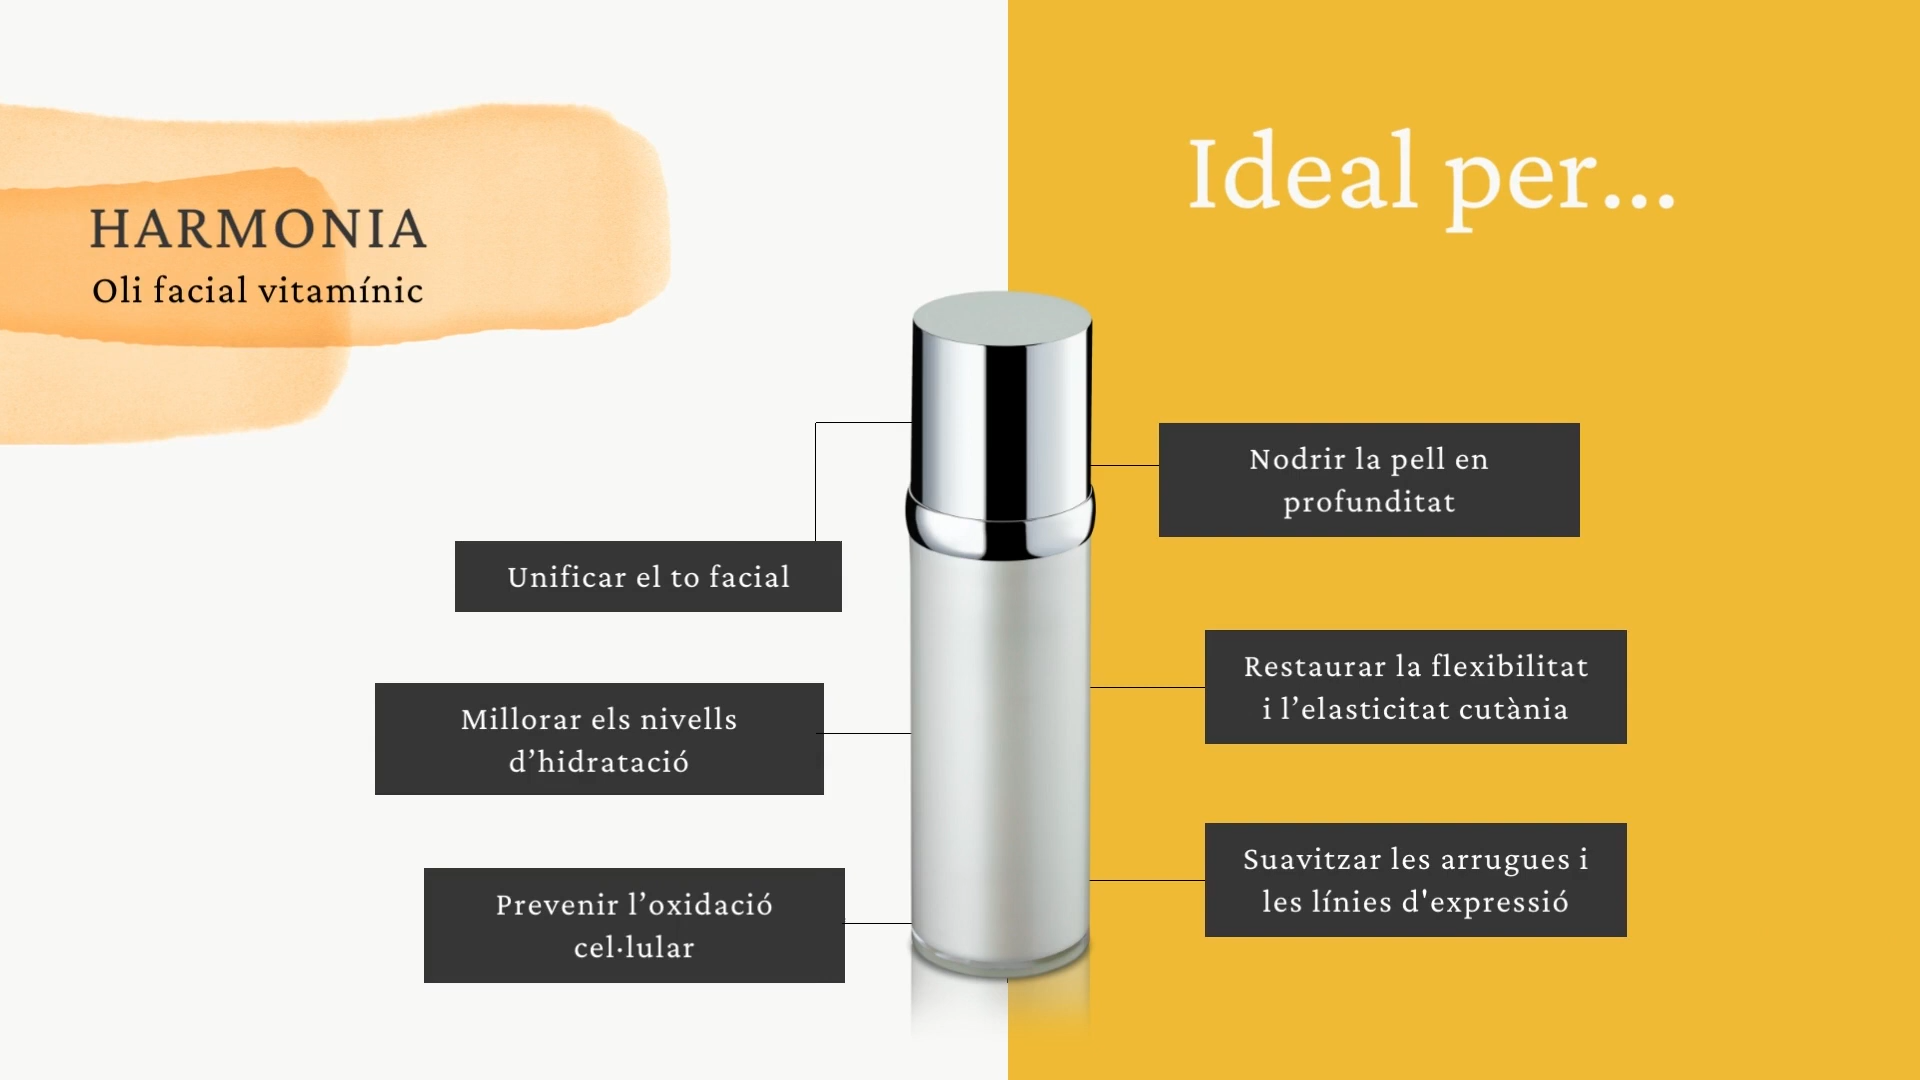 HARMONIA
Oli facial vitamínic
Ideal per...
Unificar el to facial
Millorar els nivells
d’hidratació
Prevenir l’oxidació
cel·lular
Nodrir la pell en
profunditat
Restaurar la flexibilitat
i l’elasticitat cutània
Suavitzar les arrugues i
les línies d'expressió